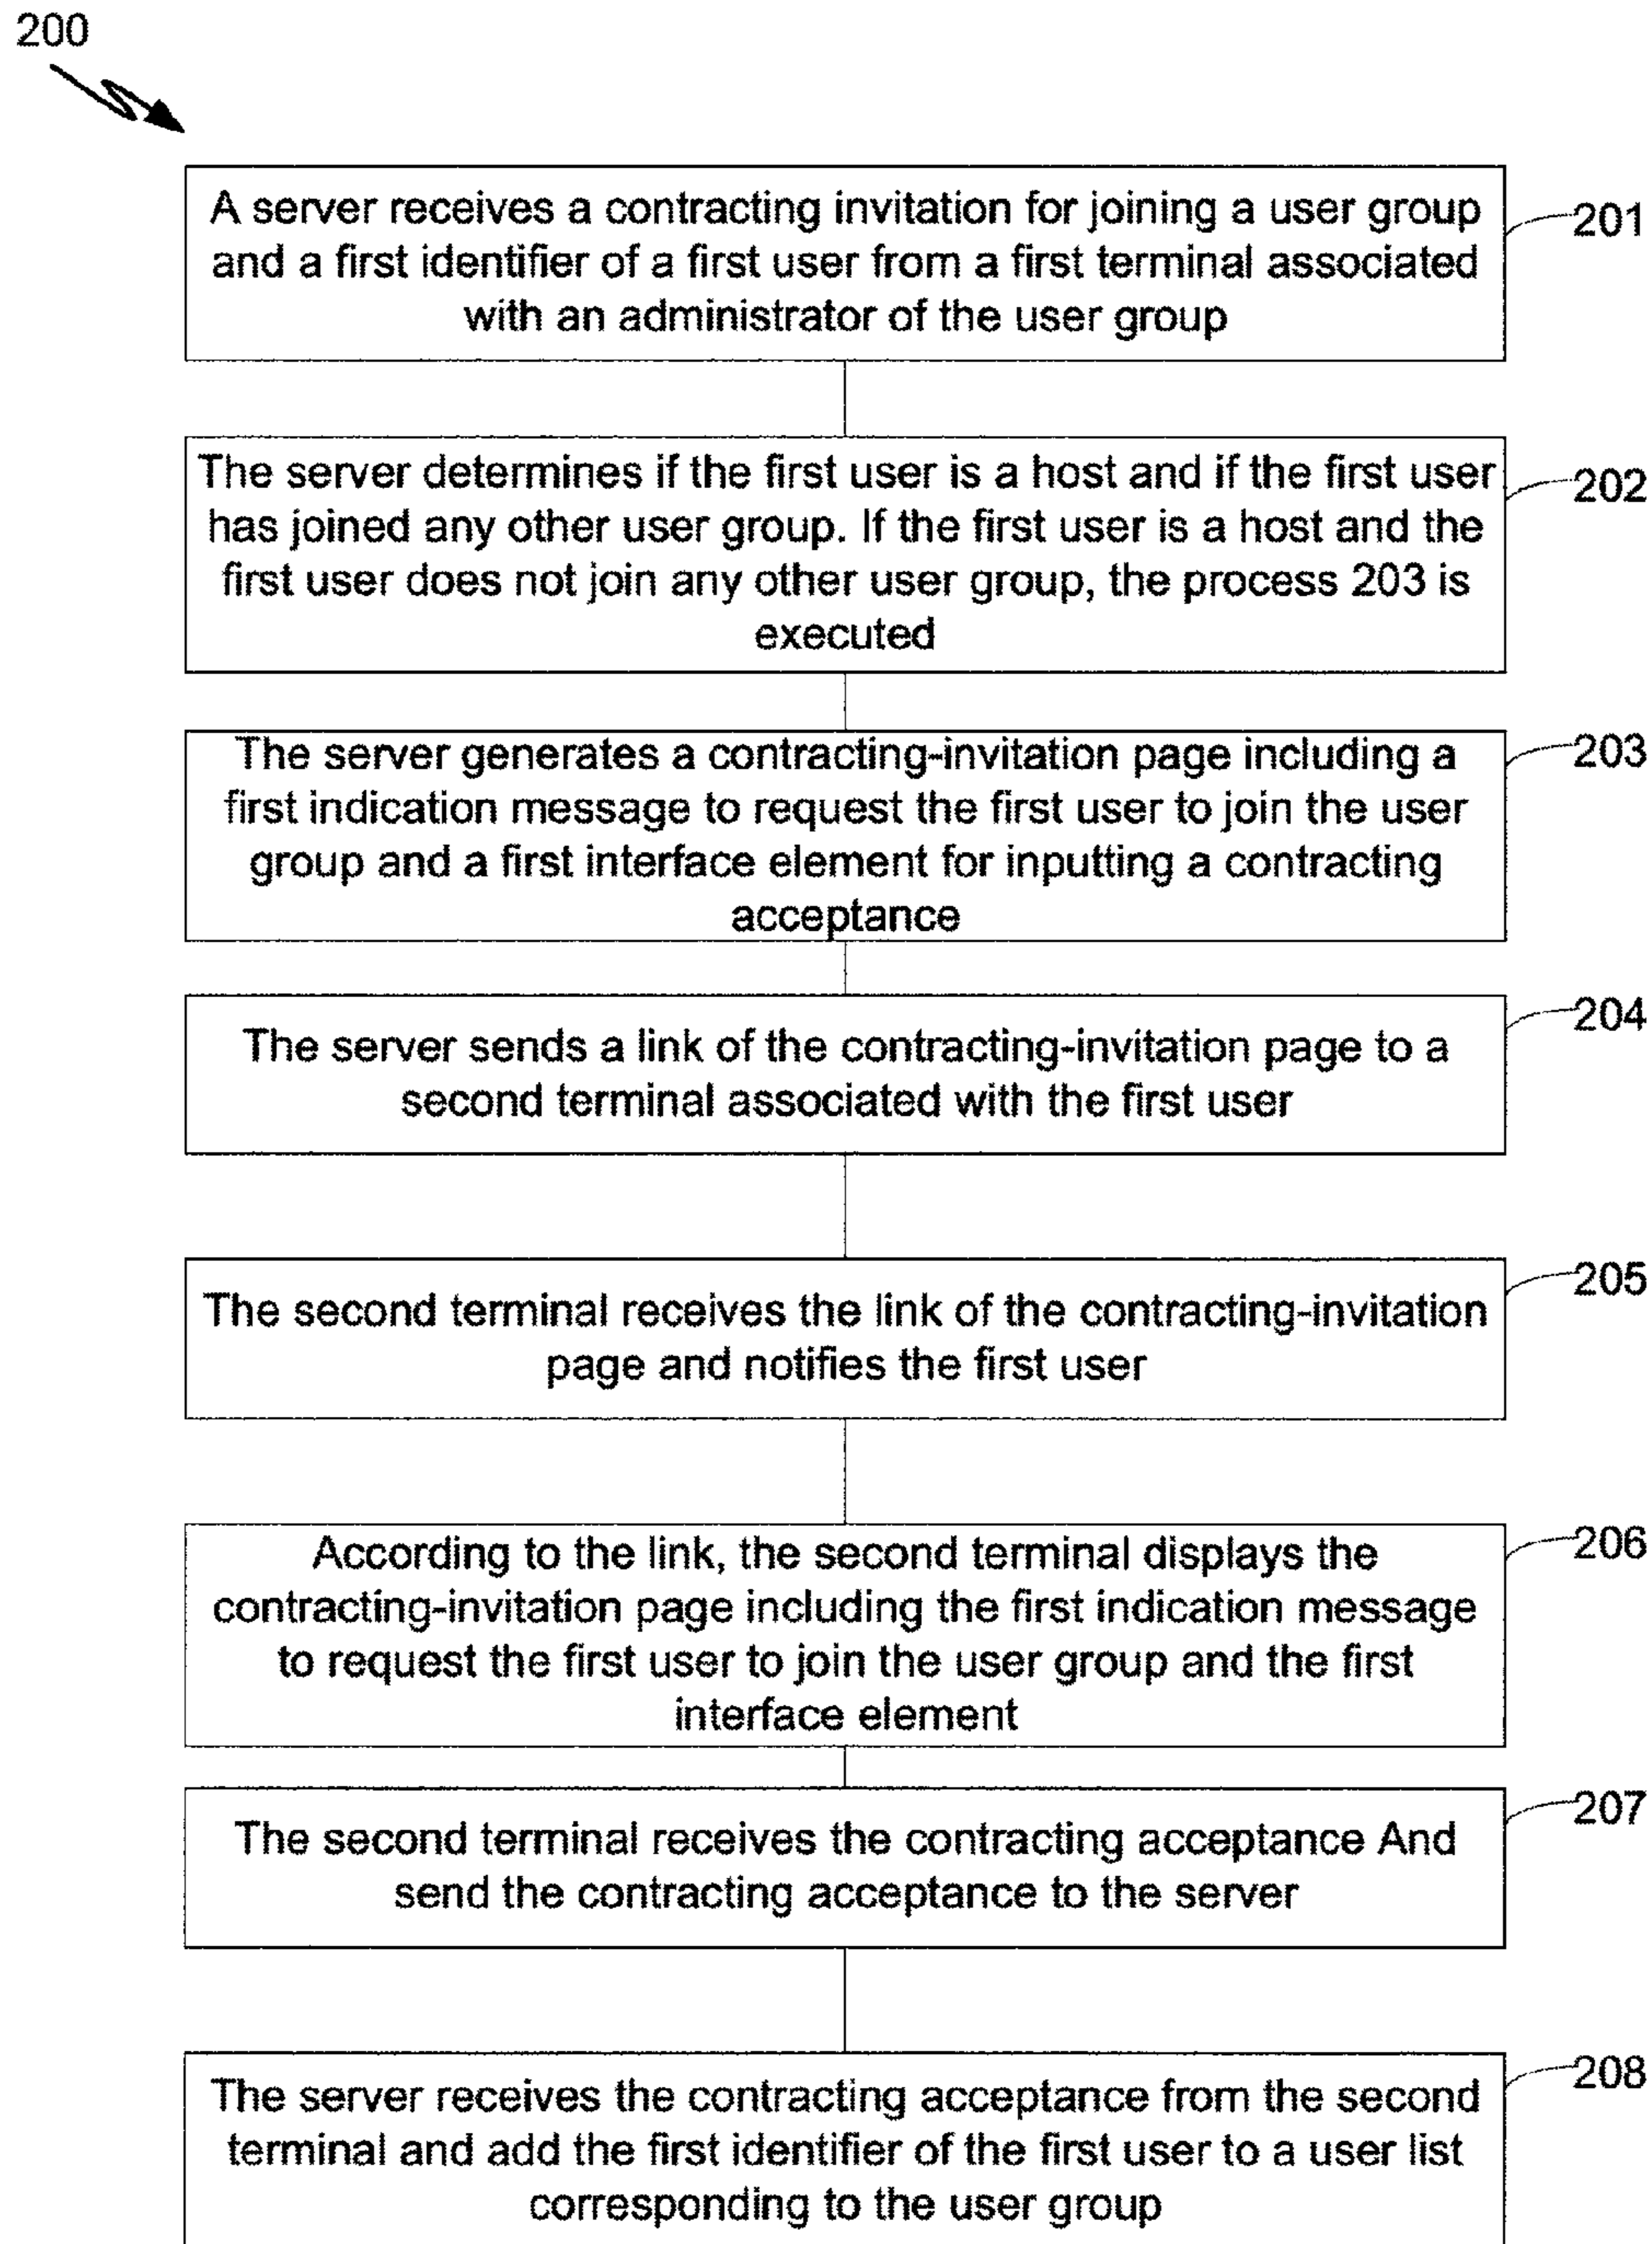 200
A server receives a contracting invitation for joining a user group
and a first identifier of a first user from a first terminal associated
with an administrator of the user group
201
The server determines if the first user is a host and if the first user
has joined any other user group. If the first user is a host and the
first user does not join any other user group, the process 203 is
executed
202
The server generates a contracting-invitation page including a
first indication message to request the first user to join the user
group and a first interface element for inputting a contracting
acceptance
203
The server sends a link of the contracting-invitation page to a
second terminal associated with the first user
204
The second terminal receives the link of the contracting-invitation
page and notifies the first user
205
According to the link, the second terminal displays the
contracting-invitation page including the first indication message
to request the first user to join the user group and the first
interface element
206
The second terminal receives the contracting acceptance And
send the contracting acceptance to the server
207
The server receives the contracting acceptance from the second
terminal and add the first identifier of the first user to a user list
corresponding to the user group
208